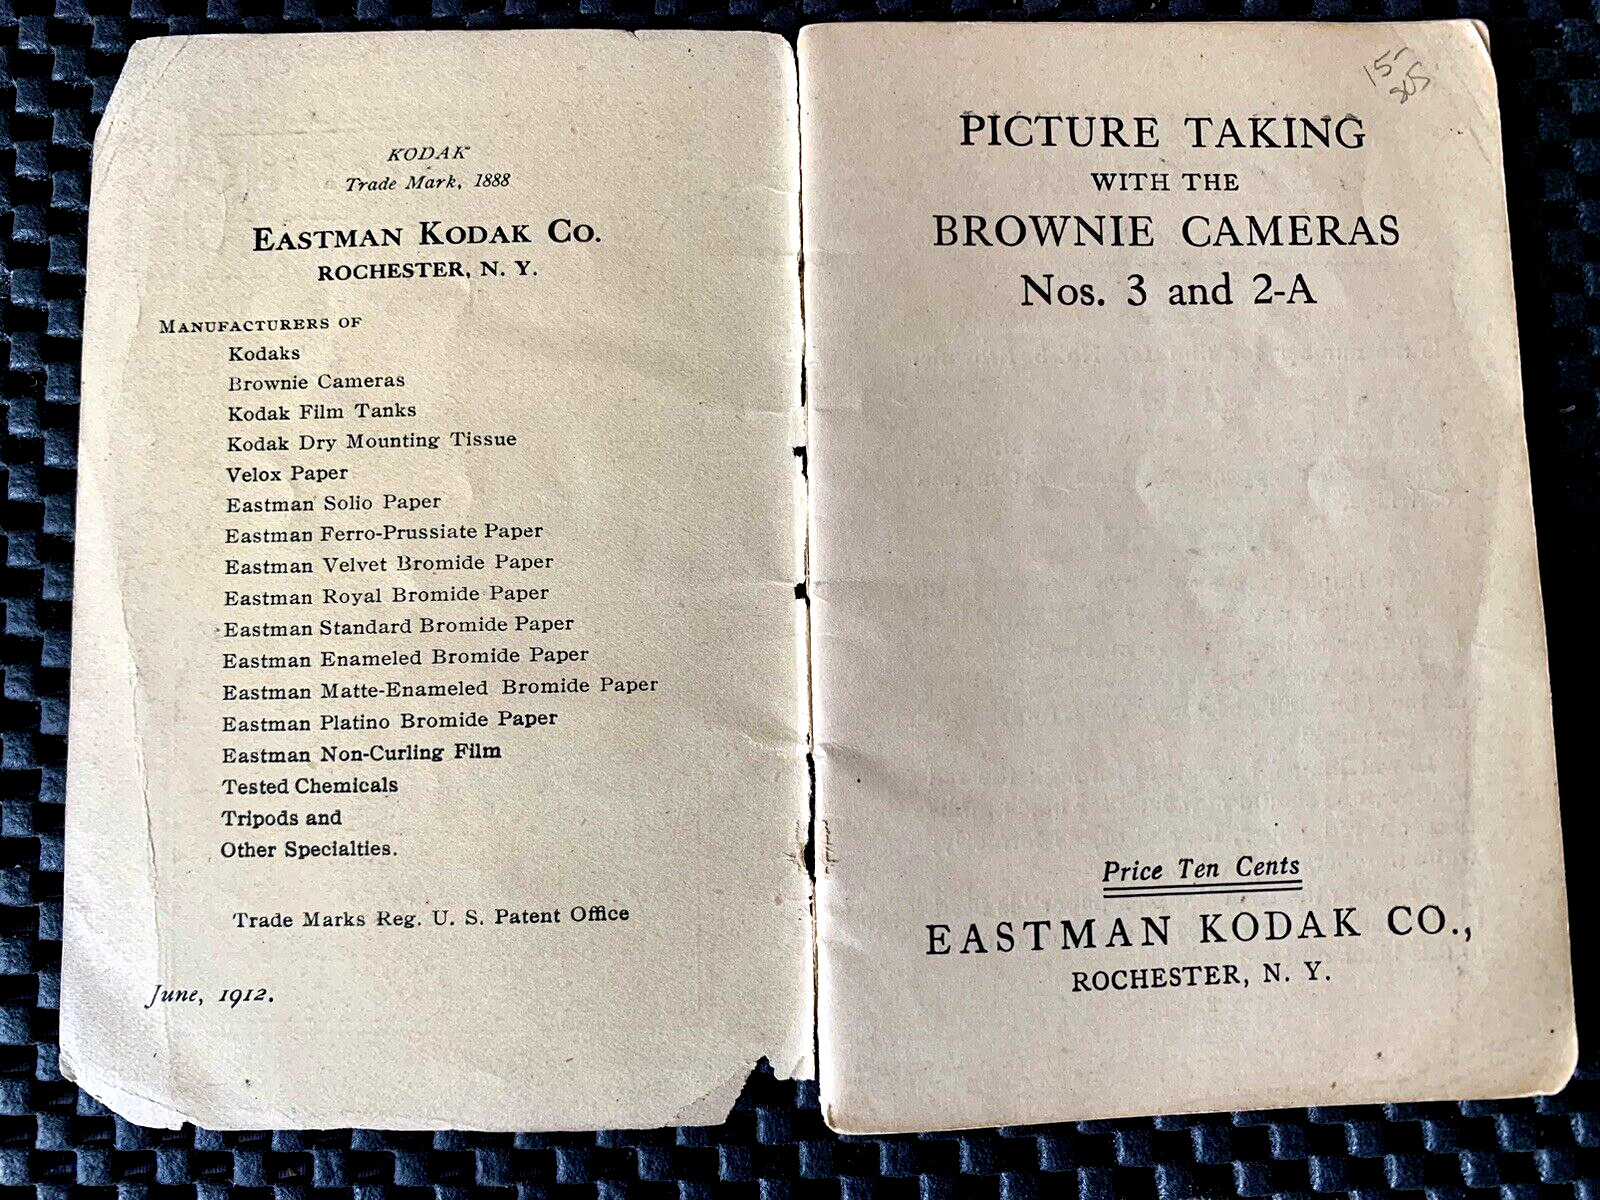 KODAK
Trade Mark, 1888
EASTMAN KODAK CO.
ROCHESTER, N. Y.
MANUFACTURERS OF
Kodaks
Brownie Cameras
Kodak Film Tanks
Kodak Dry Mounting Tissue
Velox Paper
Eastman Solio Paper
Eastman Ferro-Prussiate Paper
Eastman Velvet Bromide Paper
Eastman Royal Bromide Paper
Eastman Standard Bromide Paper
Eastman Enameled Bromide Paper
Eastman Matte-Enameled Bromide Paper
Eastman Platino Bromide Paper
Eastman Non-Curling Film
Tested Chemicals
Tripods and
Other Specialties.
Trade Marks Reg. U. S. Patent Office
June, 1912.
15-
PICTURE TAKING
WITH THE
BROWNIE CAMERAS
Nos. 3 and 2-A
Price Ten Cents
EASTMAN KODAK CO.,
ROCHESTER, N. Y.